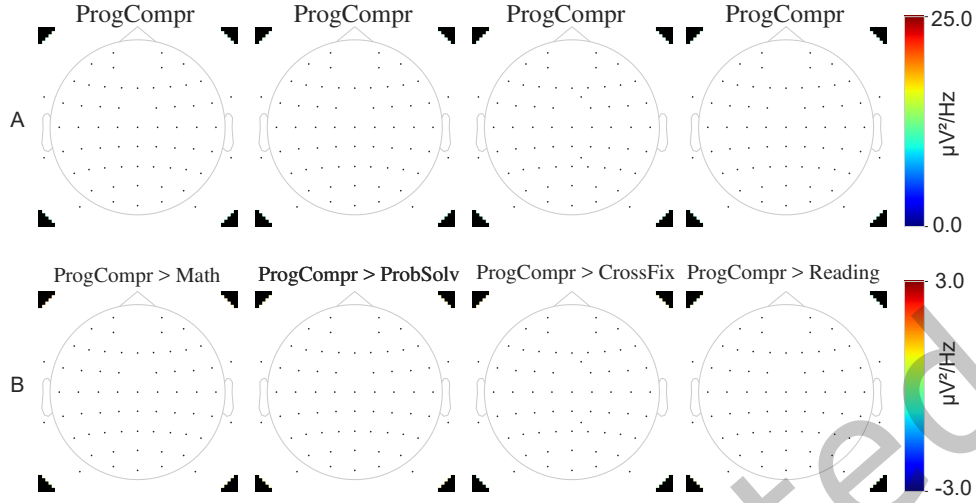 ProgCompr ProgCompr ProgCompr ProgCompr
25.0
A
µV²/Hz
0.0
ProgCompr > Math ProgCompr > ProbSolv ProgCompr > CrossFix ProgCompr > Reading
3.0
B
µV²/Hz
-3.0
ted